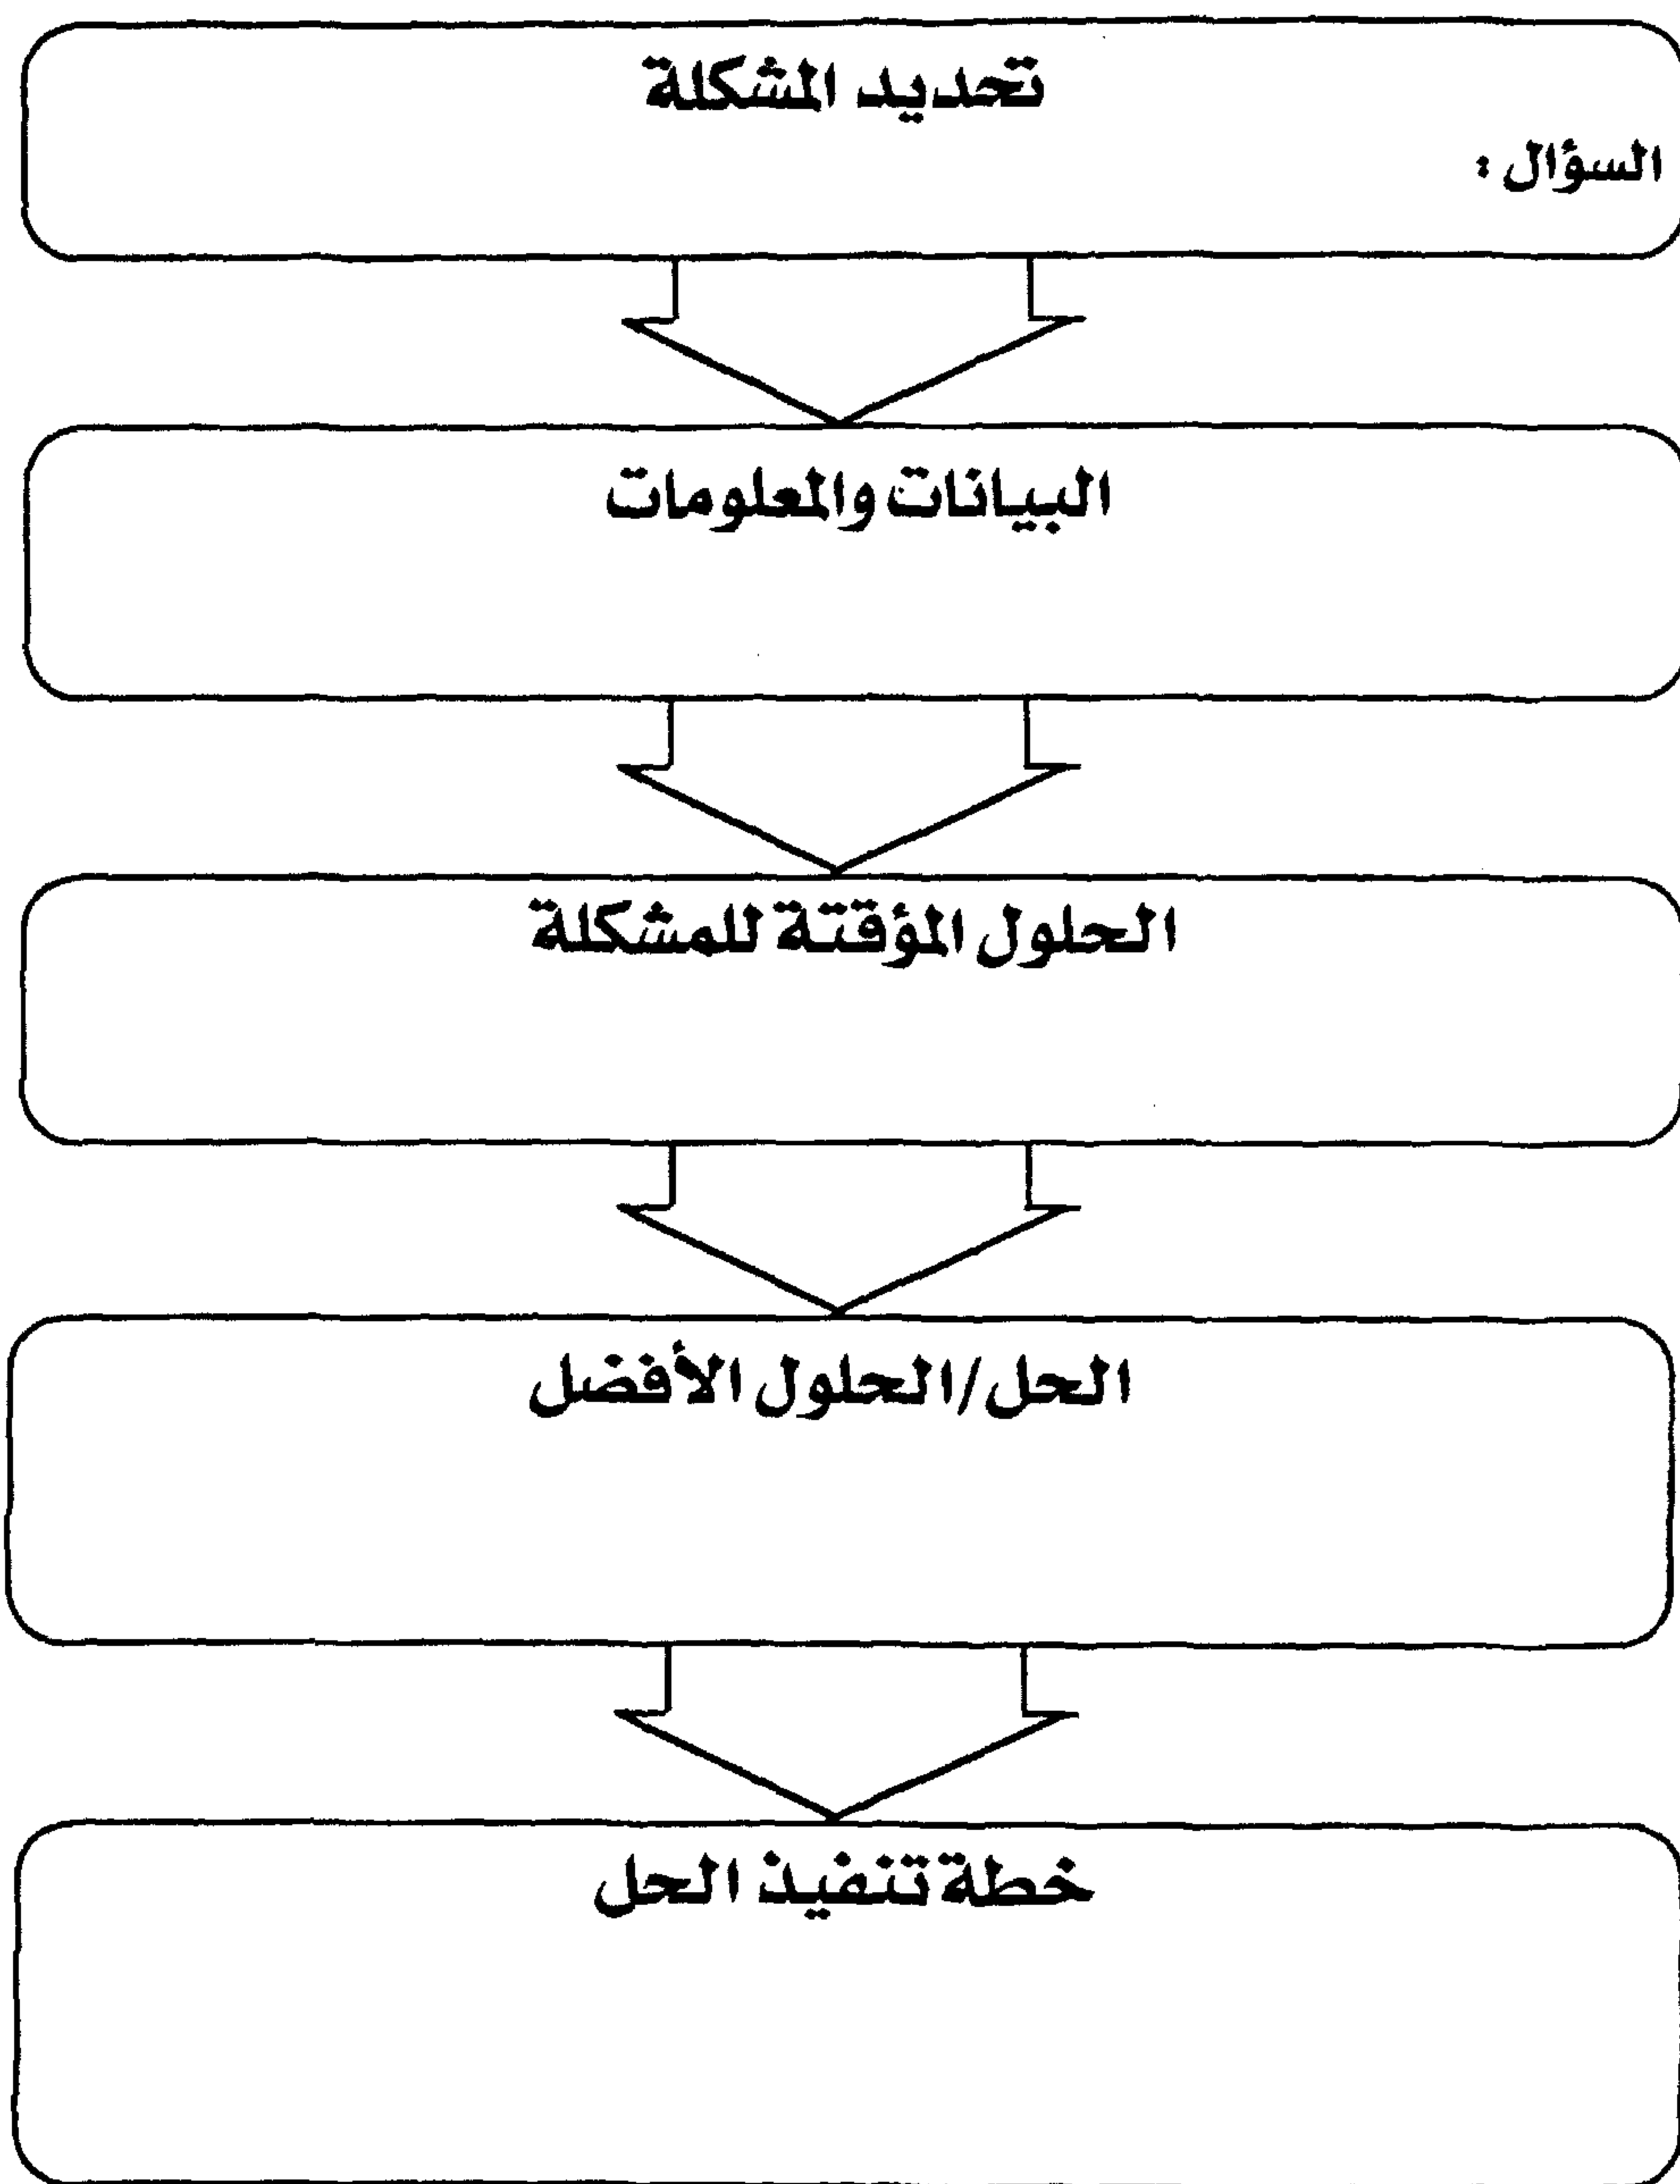 تحديد المشكلة
السؤال :
البيانات والمعلومات
الحلول المؤقتة للمشكلة
الحل/الحلول الأفضل
خطة تنفيذ الحل